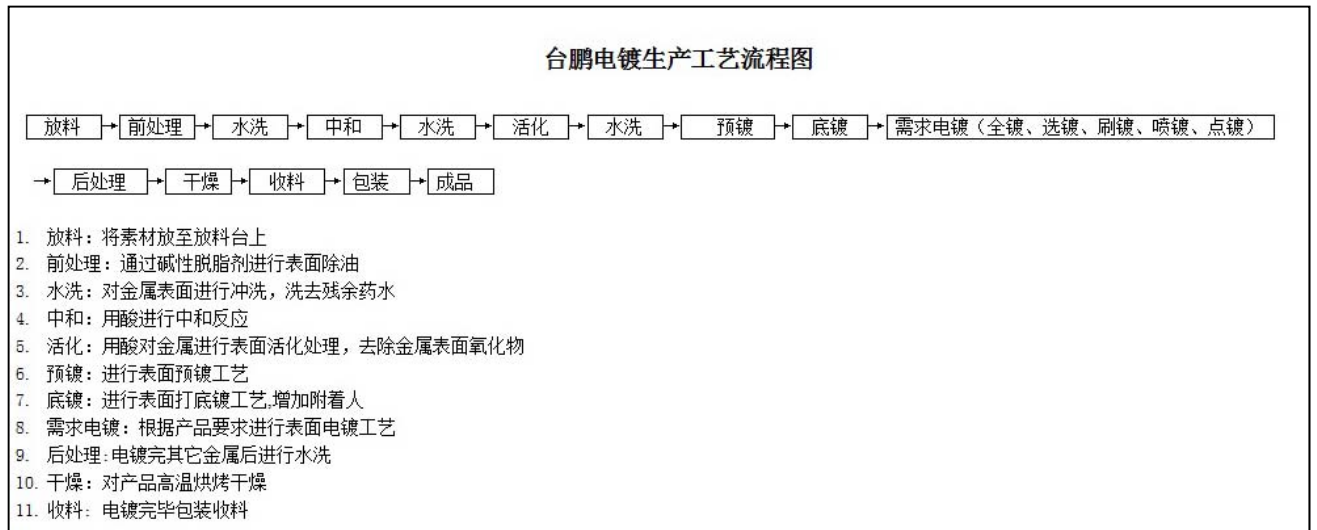 台鹏电镀生产工艺流程图
放料→前处理→水洗→中和→水洗→活化→水洗→预镀→底镀→需求电镀（全镀、选镀、刷镀、喷镀、点镀）
→后处理→干燥→收料→包装→成品
1. 放料：将素材放至放料台上
2. 前处理：通过碱性脱脂剂进行表面除油
3. 水洗：对金属表面进行冲洗，洗去残余药水
4. 中和：用酸进行中和反应
5. 活化：用酸对金属进行表面活化处理，去除金属表面氧化物
6. 预镀：进行表面预镀工艺
7. 底镀：进行表面打底镀工艺,增加附着人
8. 需求电镀：根据产品要求进行表面电镀工艺
9. 后处理:电镀完其它金属后进行水洗
10. 干燥：对产品高温烘烤干燥
11. 收料：电镀完毕包装收料